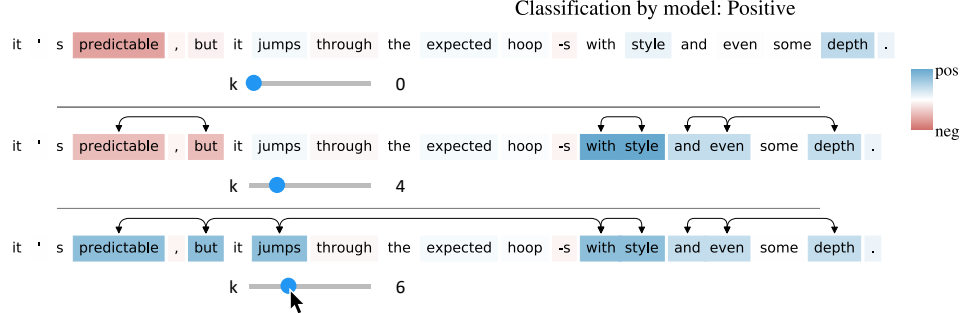 Classification by model: Positive
it ' s predictable , but it jumps through the expected hoop -s with style and even some depth .
k 0
pos
neg
it ' s predictable , but it jumps through the expected hoop -s with style and even some depth .
k 4
it ' s predictable , but it jumps through the expected hoop -s with style and even some depth .
k 6